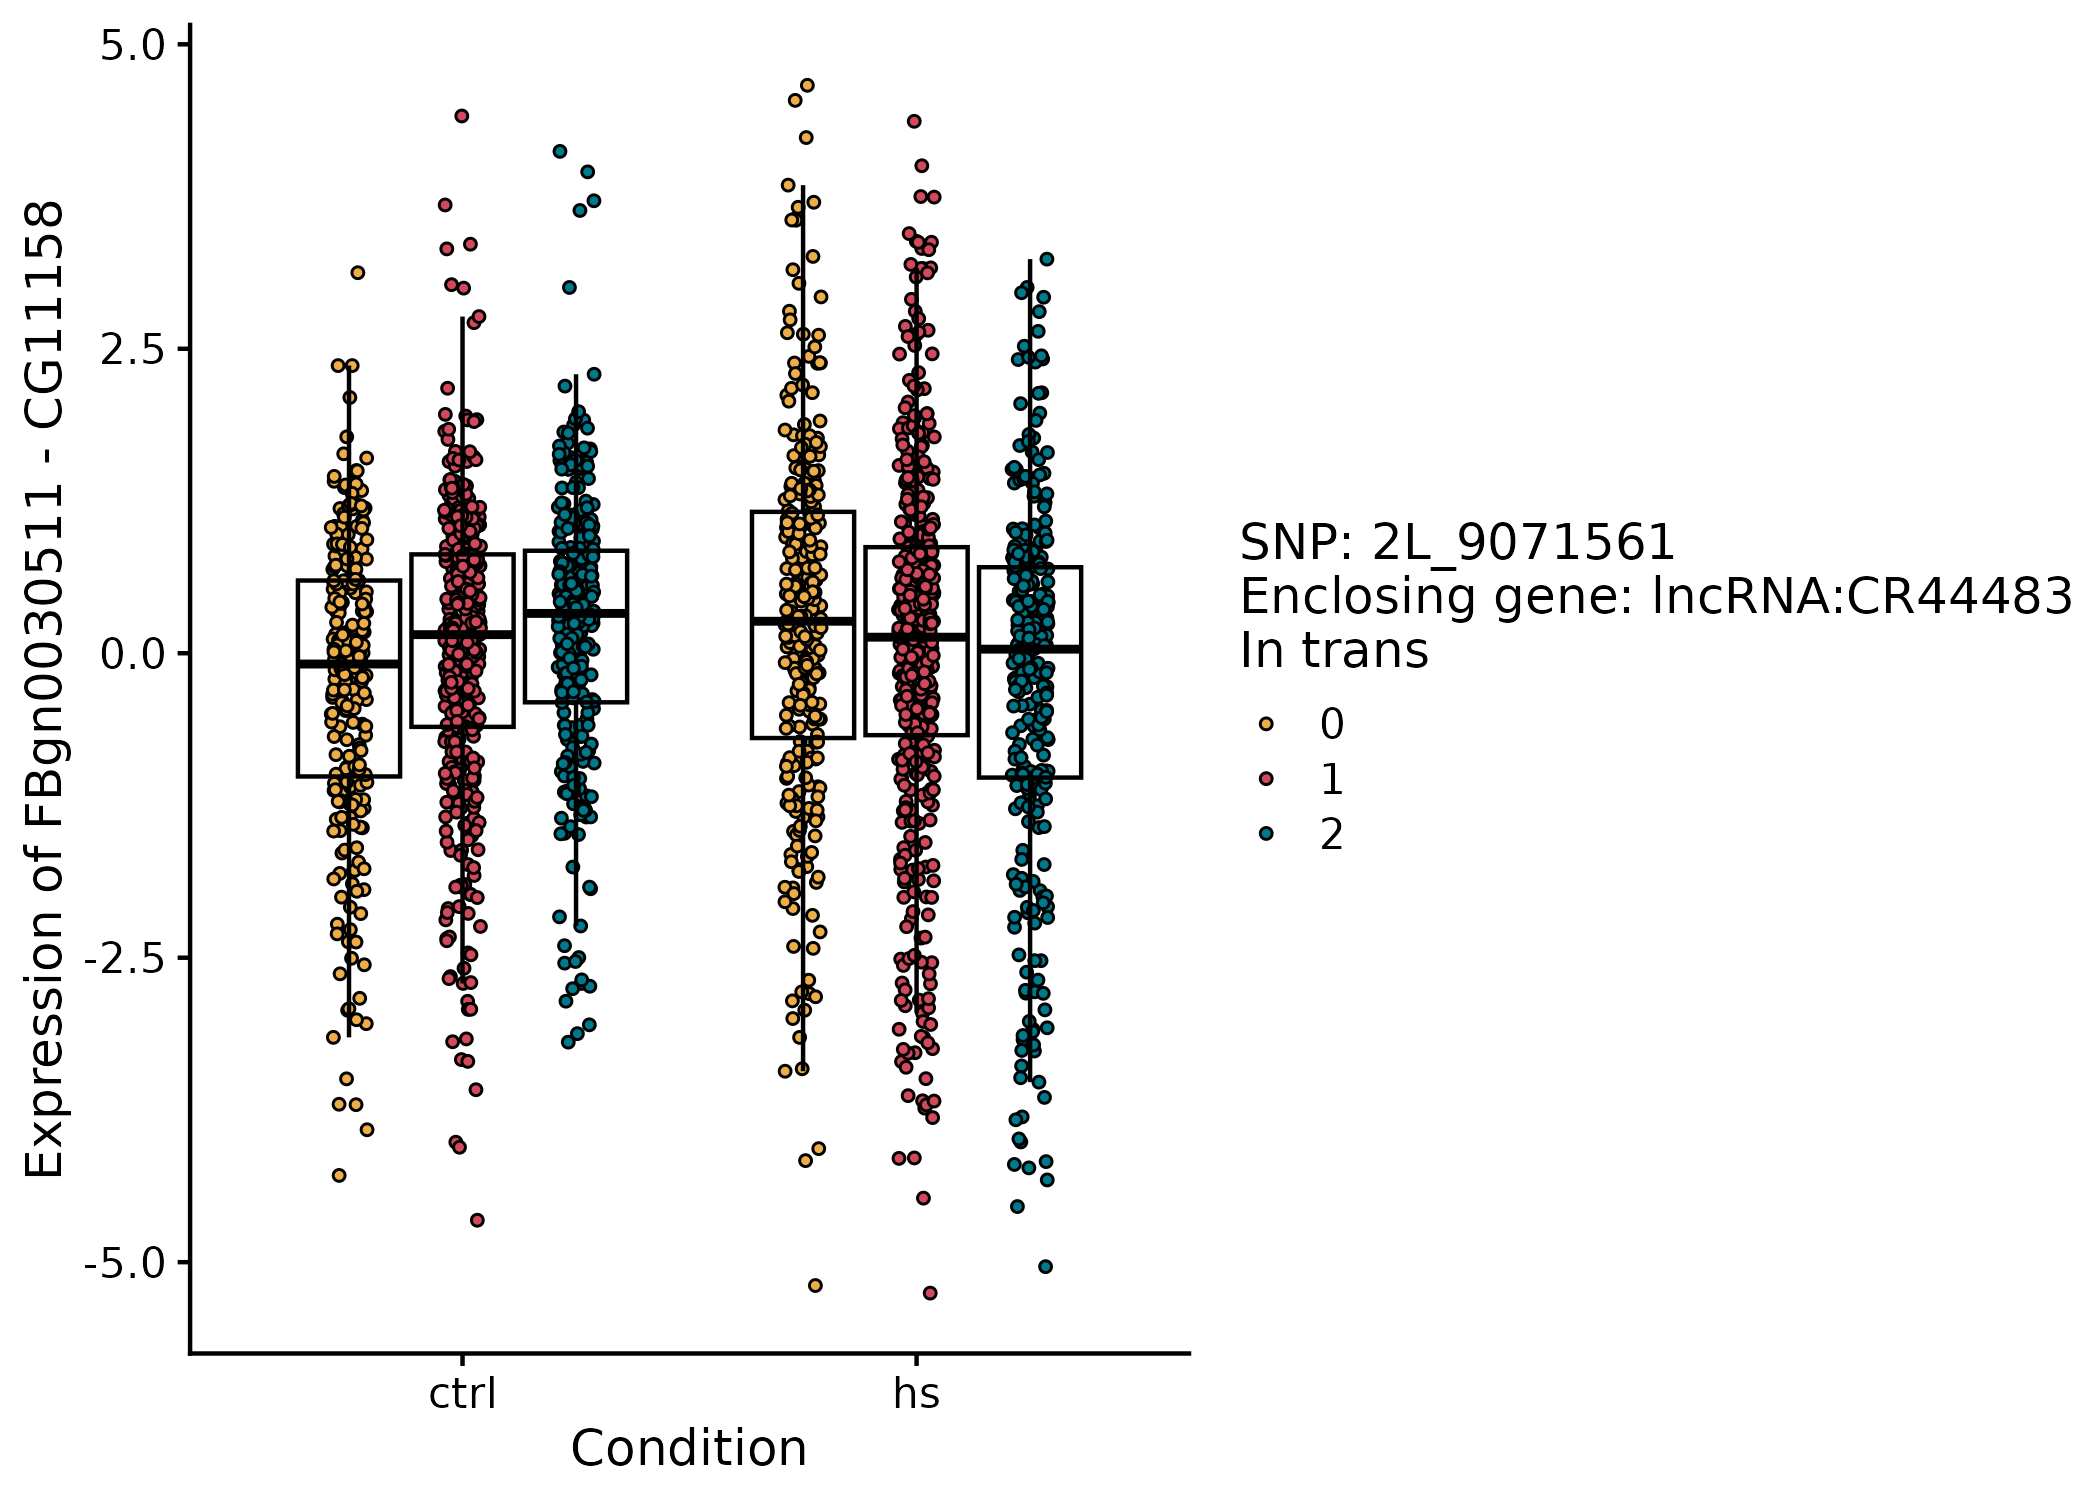 Expression of FBgn0030511 - CG11158
5.0
2.5
0.0
-2.5
-5.0
ctrl
hs
Condition
SNP: 2L_9071561
Enclosing gene: lncRNA:CR44483
In trans
0
1
2